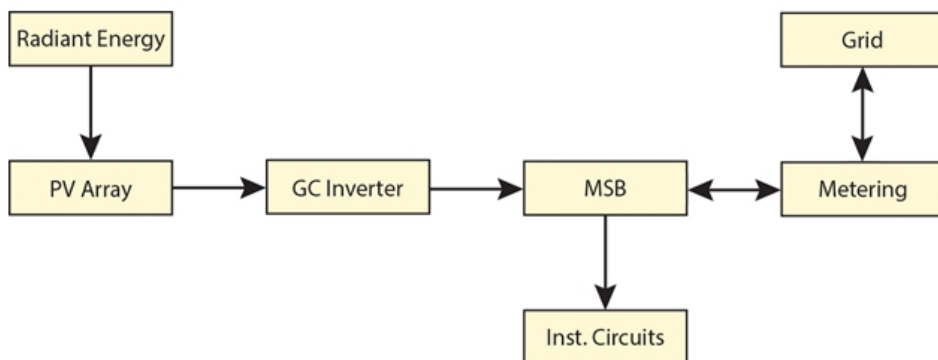 Radiant Energy
Grid
PV Array
GC Inverter
MSB
Metering
Inst. Circuits